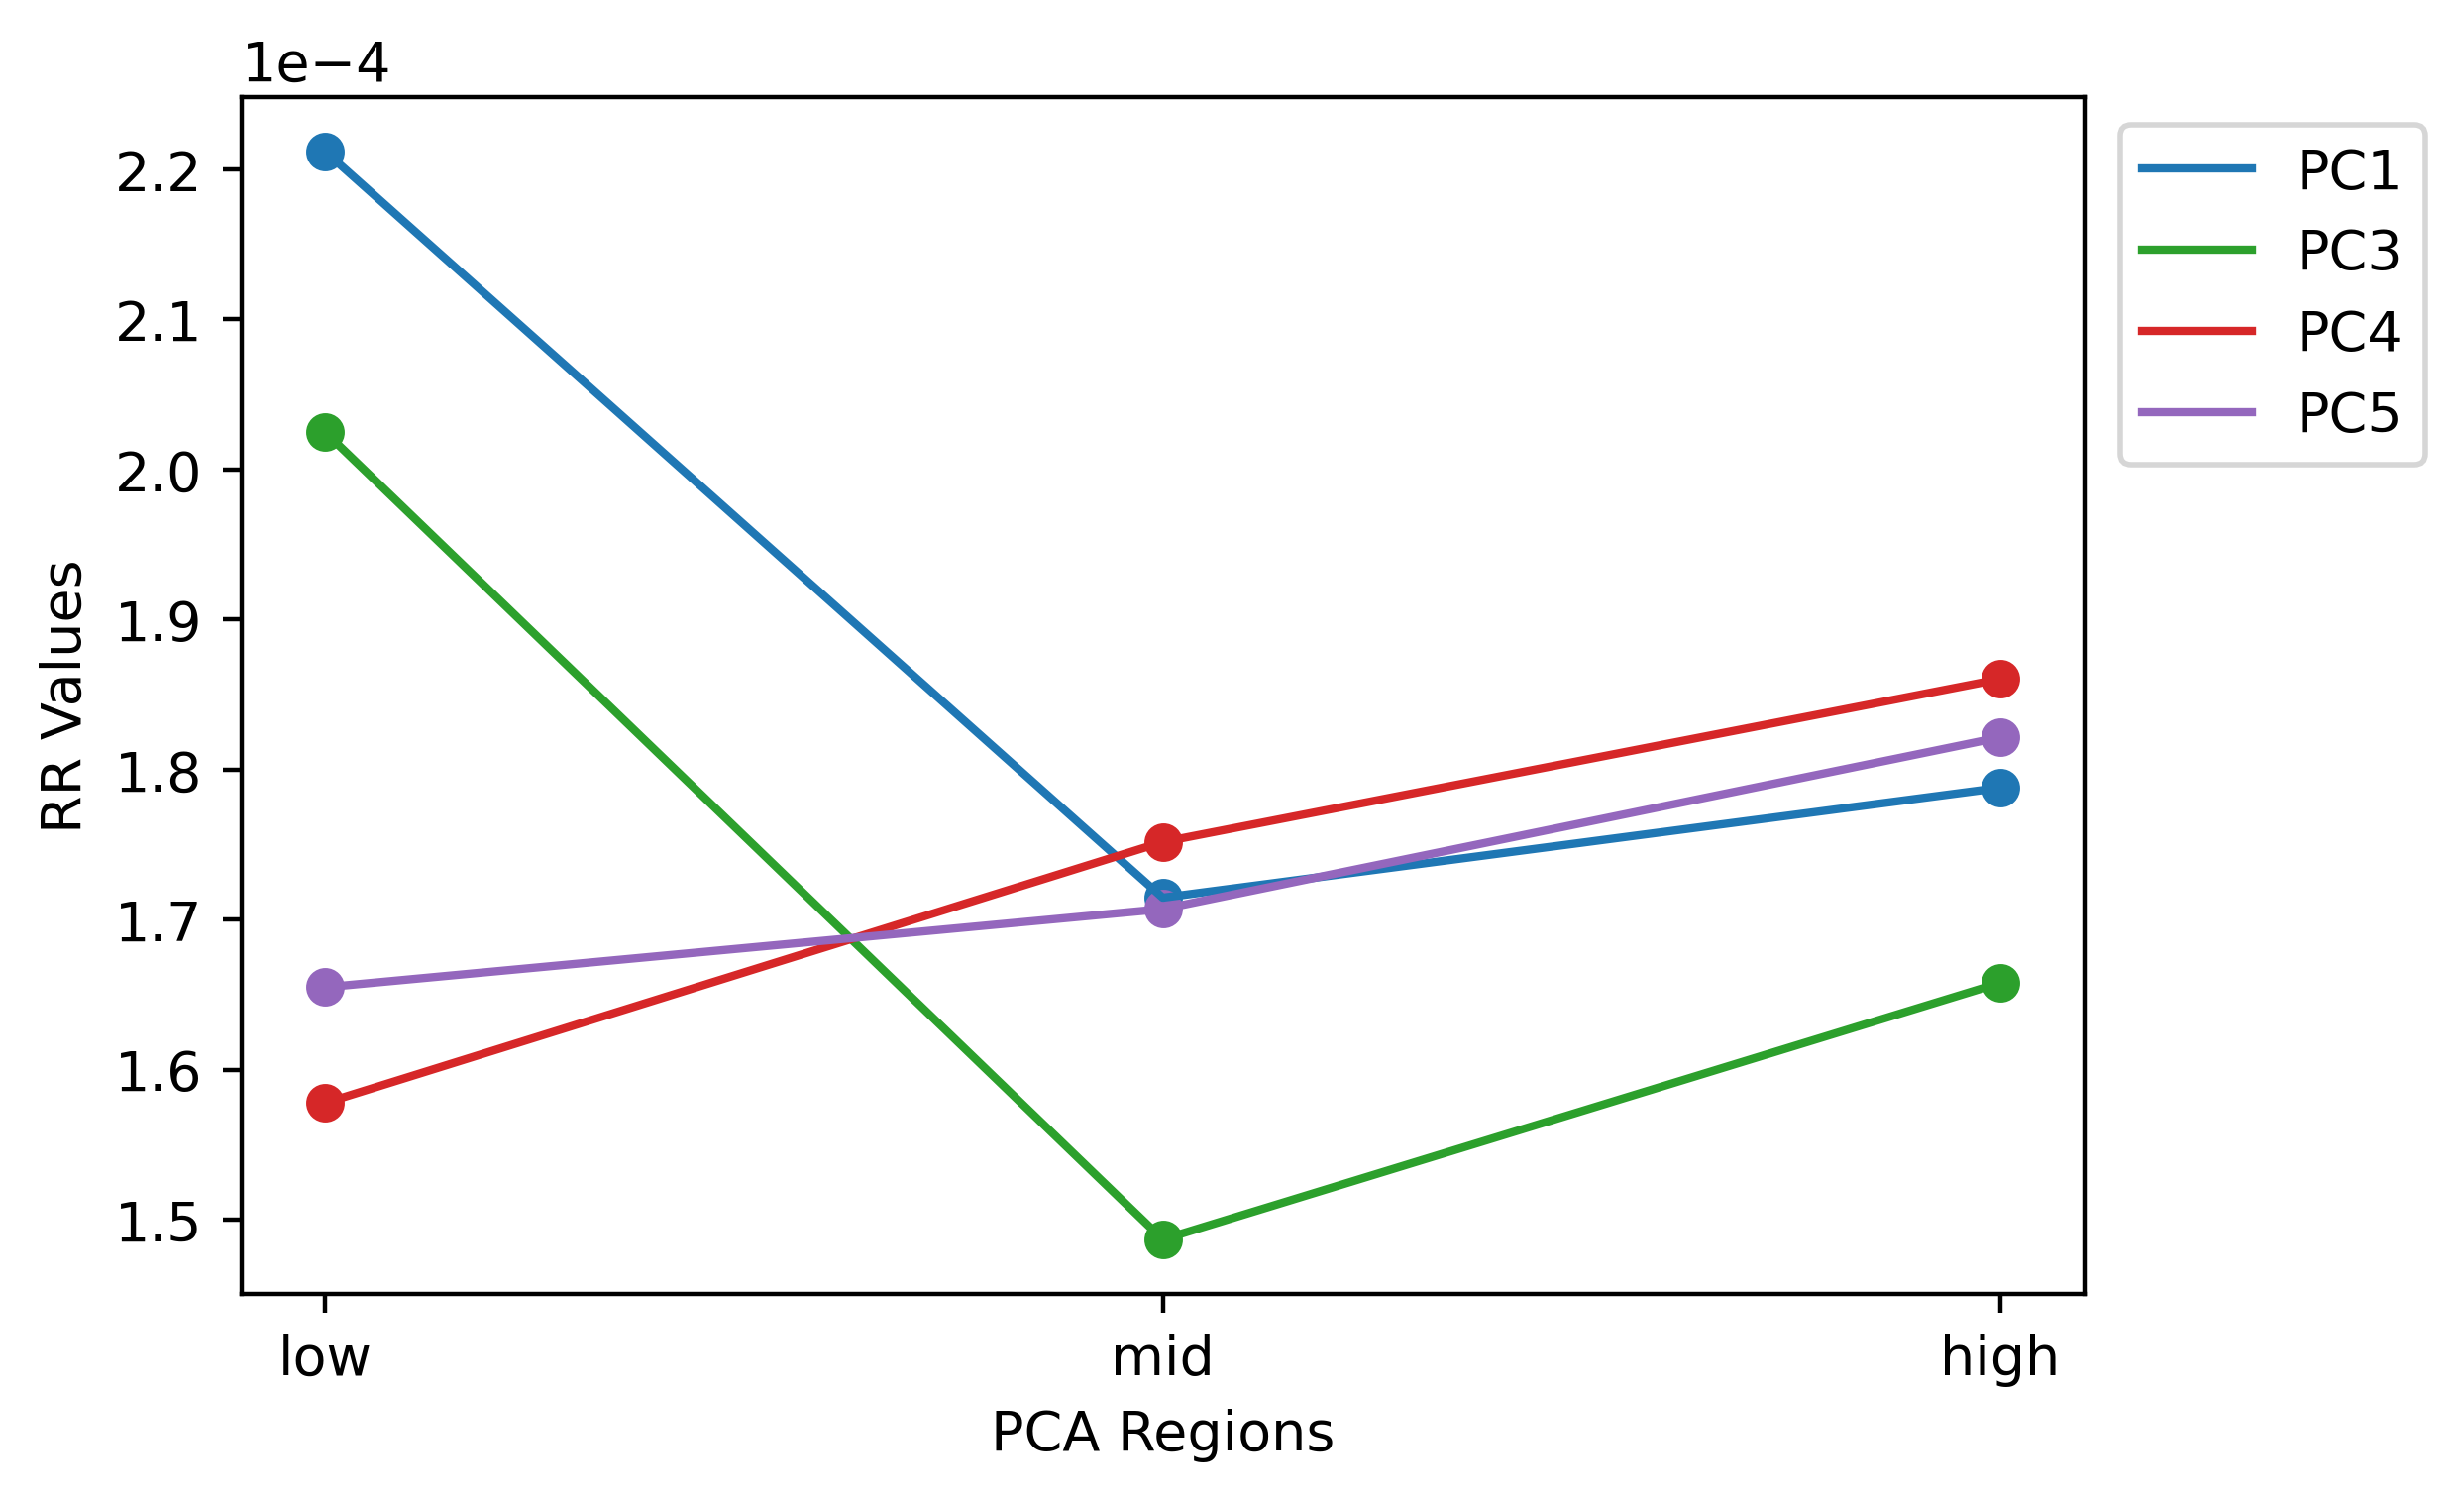 1e−4
2.2
2.1
2.0
1.9
1.8
1.7
1.6
1.5
RR Values
low
mid
high
PCA Regions
PC1
PC3
PC4
PC5